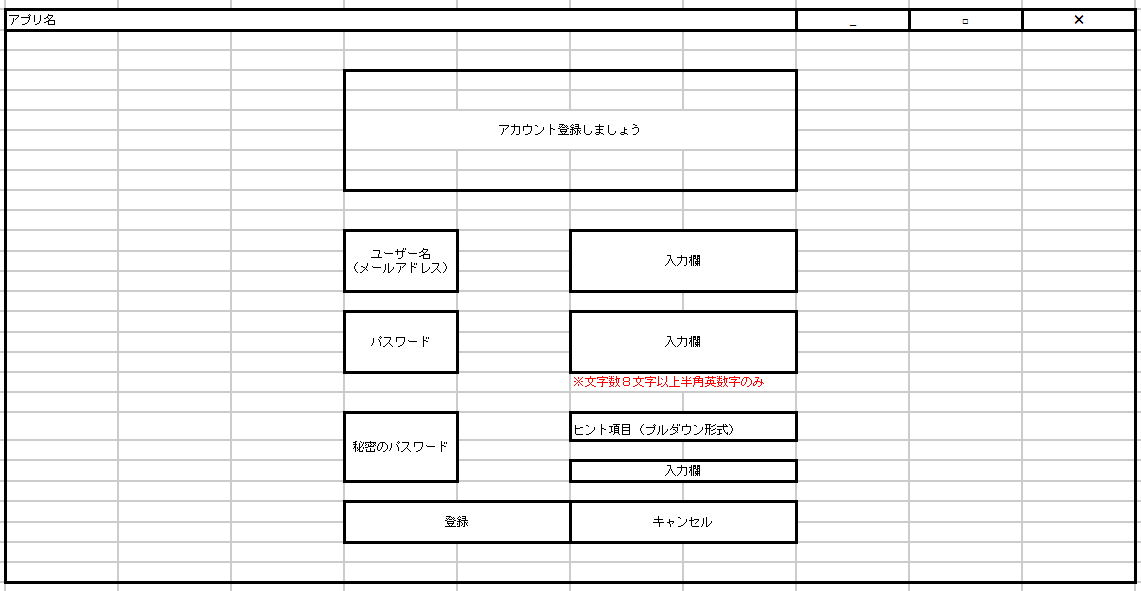 アプリ名
_
□
×
アカウント登録しましょう
ユーザー名
（メールアドレス）
入力欄
パスワード
入力欄
※文字数８文字以上半角英数字のみ
秘密のパスワード
ヒント項目（プルダウン形式）
入力欄
登録
キャンセル